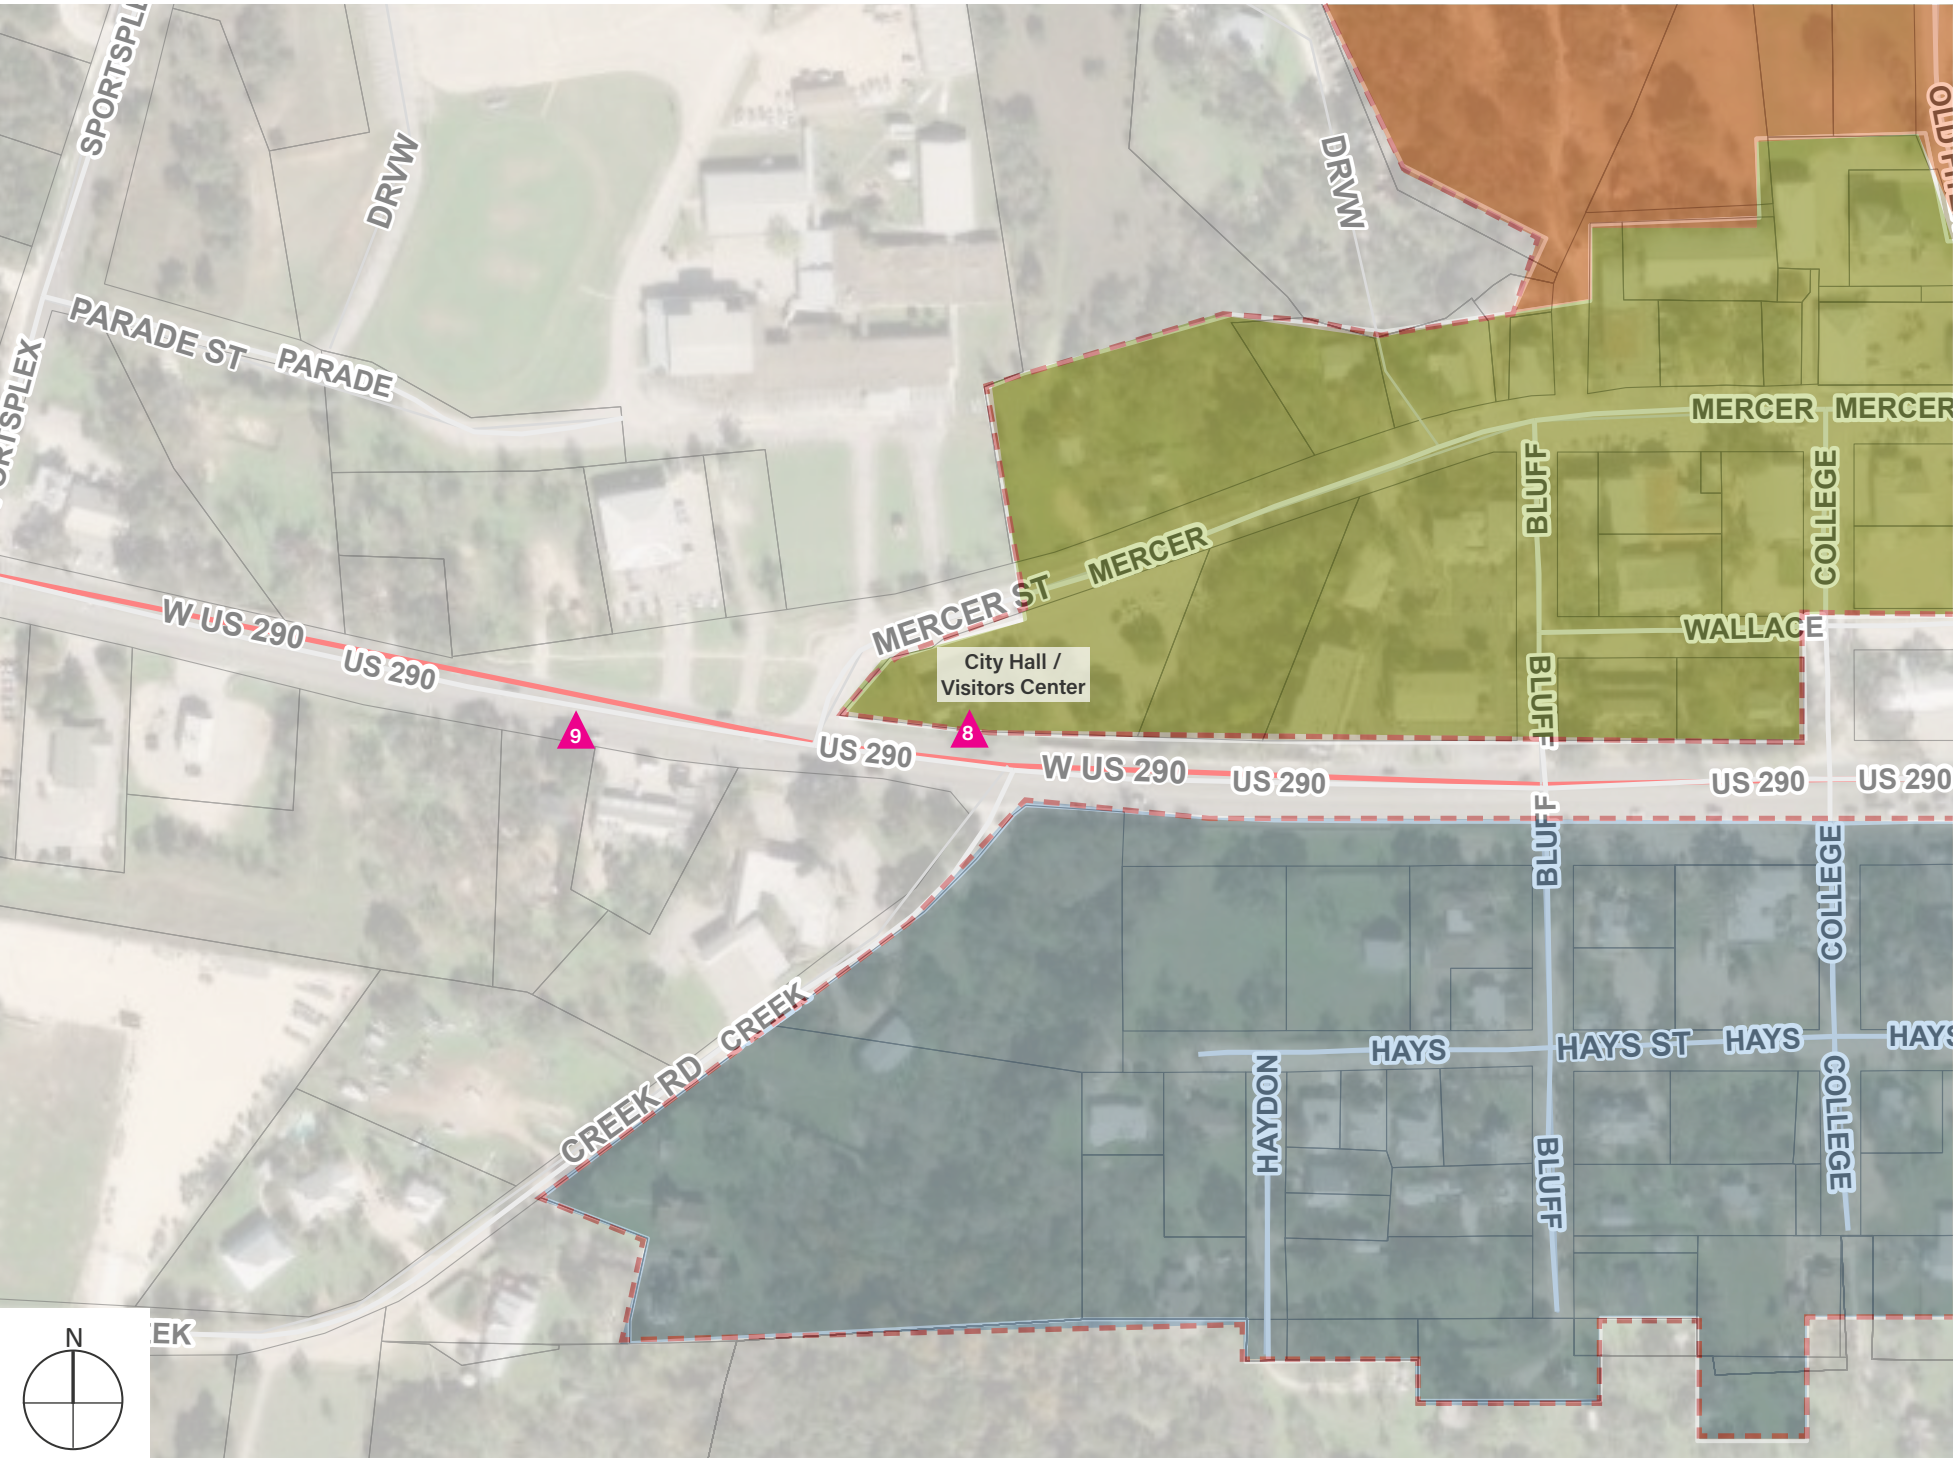 SPORTSPL
DRVW
DRVW
OLD
PARADE ST
PARADE
ORTSPLEX
MERCER
MERCER
BLUFF
COLLEGE
MERCER
MERCER ST
WALLACE
W US 290
US 290
City Hall /
Visitors Center
BLUFF
9
8
US 290
W US 290
US 290
US 290
US 290
BLUFF
COLLEGE
CREEK
CREEK RD
HAYS
HAYS ST
HAYS
HAYS
HAYDON
COLLEGE
BLUFF
EEK
N